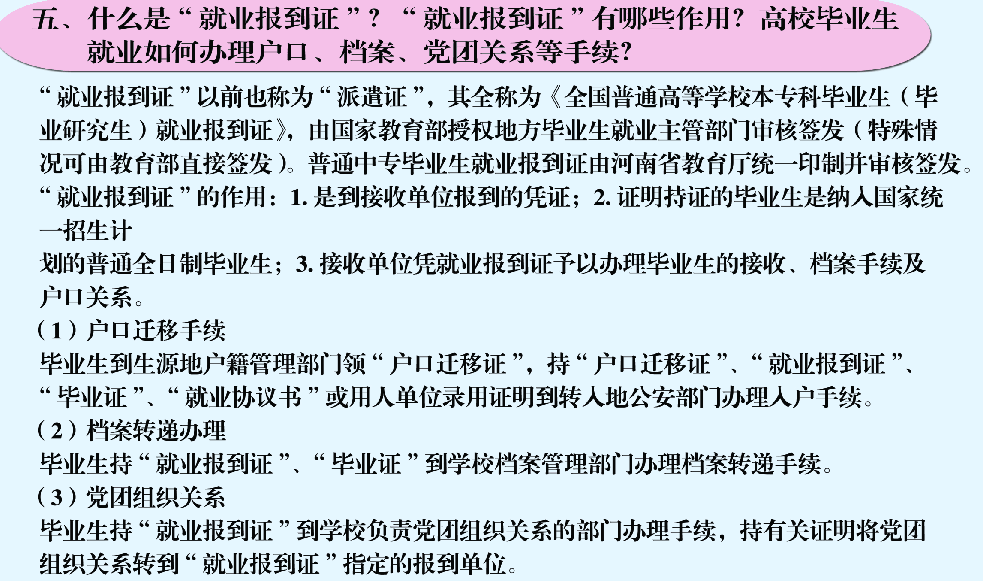 五、什么是“就业报到证”？“就业报到证”有哪些作用？高校毕业生
就业如何办理户口、档案、党团关系等手续？
“就业报到证”以前也称为“派遣证”，其全称为《全国普通高等学校本专科毕业生（毕
业研究生）就业报到证》，由国家教育部授权地方毕业生就业主管部门审核签发（特殊情
况可由教育部直接签发）。普通中专毕业生就业报到证由河南省教育厅统一印制并审核签发。
“就业报到证”的作用：1.是到接收单位报到的凭证；2.证明持证的毕业生是纳入国家统
一招生计
划的普通全日制毕业生；3.接收单位凭就业报到证予以办理毕业生的接收、档案手续及
户口关系。
（1）户口迁移手续
毕业生到生源地户籍管理部门领“户口迁移证”，持“户口迁移证”、“就业报到证”、
“毕业证”、“就业协议书”或用人单位录用证明到转入地公安部门办理入户手续。
（2）档案转递办理
毕业生持“就业报到证”、“毕业证”到学校档案管理部门办理档案转递手续。
（3）党团组织关系
毕业生持“就业报到证”到学校负责党团组织关系的部门办理手续，持有关证明将党团
组织关系转到“就业报到证”指定的报到单位。